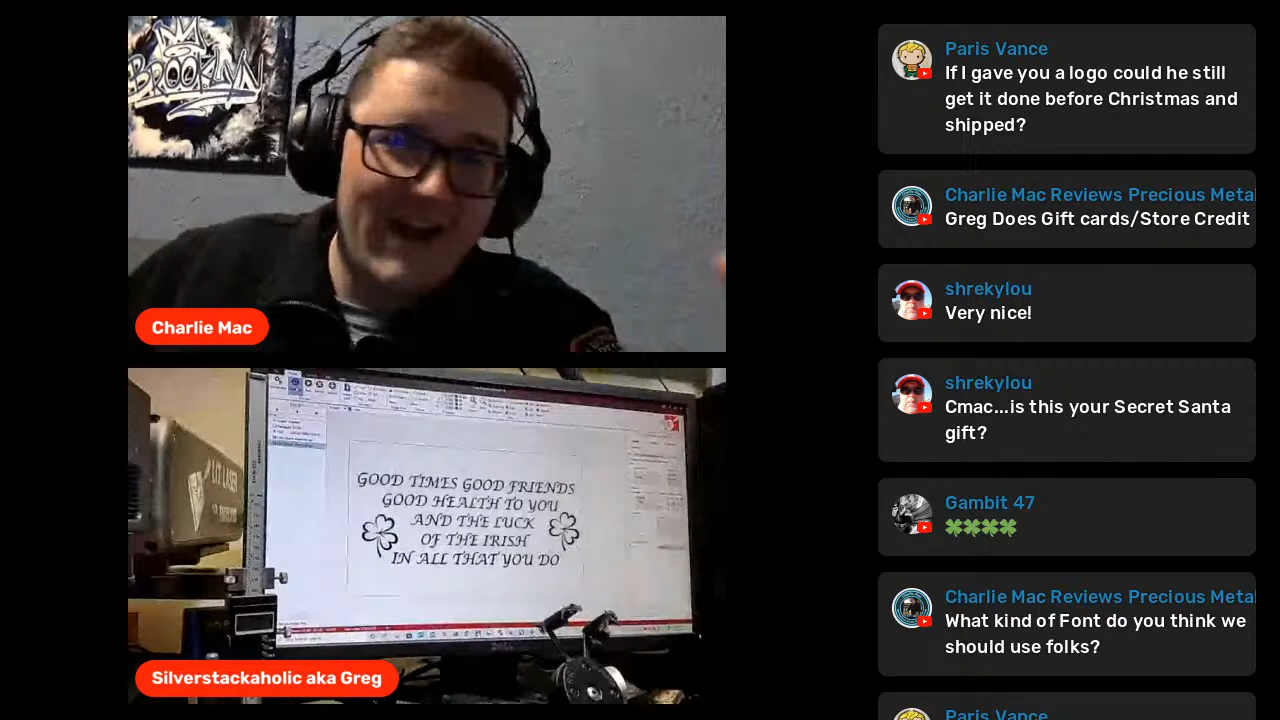 BROOKLYN
Charlie Mac
LIT LASER
GOOD TIMES GOOD FRIENDS
GOOD HEALTH TO YOU
AND THE LUCK
OF THE IRISH
IN ALL THAT YOU DO
Silverstackaholic aka Greg
Paris Vance
If I gave you a logo could he still
get it done before Christmas and
shipped?
Charlie Mac Reviews Precious Meta
Greg Does Gift cards/Store Credit
shrekylou
Very nice!
shrekylou
Cmac...is this your Secret Santa
gift?
Gambit 47
🍀🍀🍀🍀
Charlie Mac Reviews Precious Meta
What kind of Font do you think we
should use folks?
Paris Vance